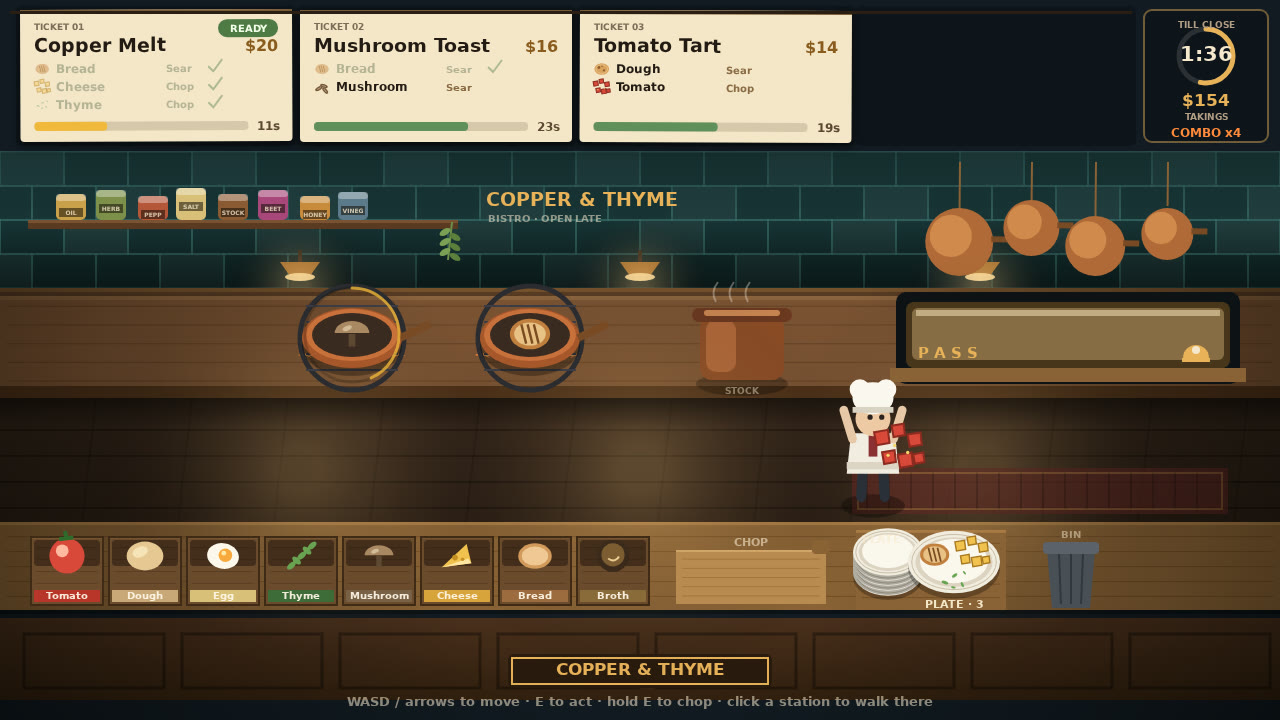 TICKET 01
READY
Copper Melt
$20
Bread Sear
Cheese Chop
Thyme Chop
11s
TICKET 02
Mushroom Toast
$16
Bread Sear
Mushroom Sear
23s
TICKET 03
Tomato Tart
$14
Dough Sear
Tomato Chop
19s
TILL CLOSE
1:36
$154
TAKINGS
COMBO x4
OIL
HERB
PEPP
SALT
STOCK
BEET
HONEY
VINEG
COPPER & THYME
BISTRO · OPEN LATE
PASS
STOCK
Tomato
Dough
Egg
Thyme
Mushroom
Cheese
Bread
Broth
CHOP
PLATE · 3
BIN
COPPER & THYME
WASD / arrows to move · E to act · hold E to chop · click a station to walk there